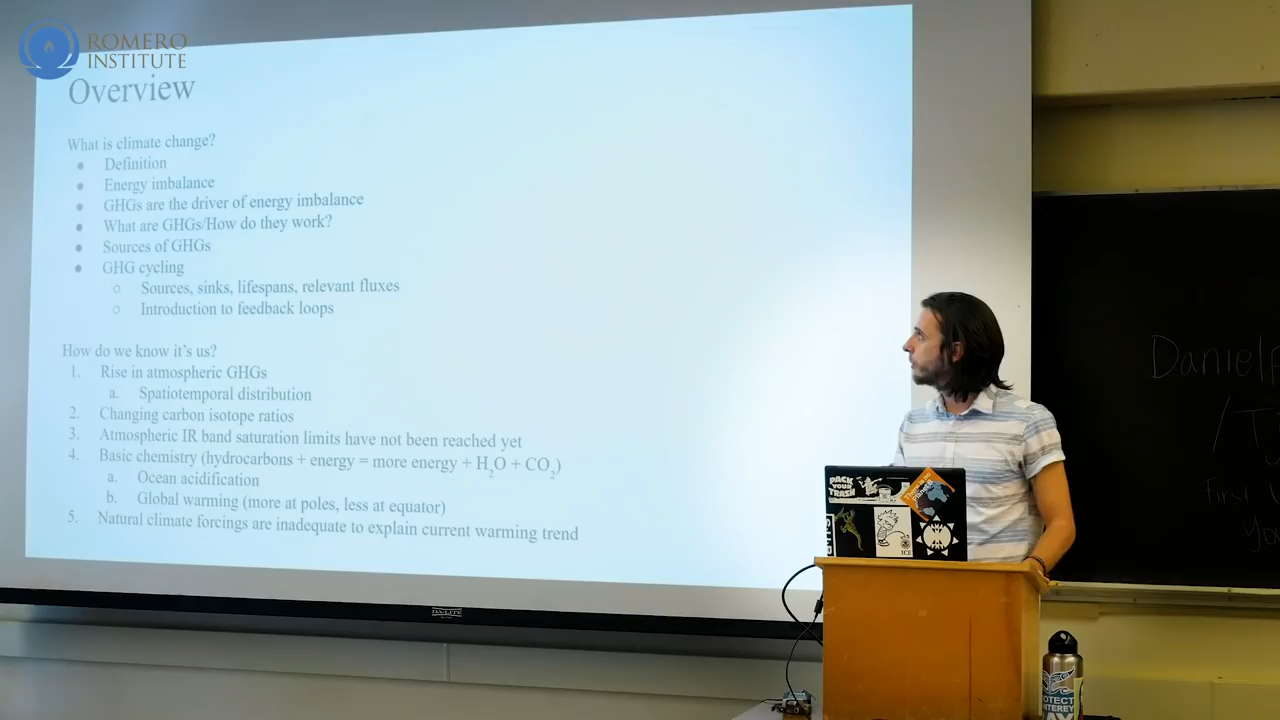 ROMERO
INSTITUTE
Overview
What is climate change?
● Definition
● Energy imbalance
● GHGs are the driver of energy imbalance
● What are GHGs/How do they work?
● Sources of GHGs
● GHG cycling
○ Sources, sinks, lifespans, relevant fluxes
○ Introduction to feedback loops
How do we know it's us?
1. Rise in atmospheric GHGs
a. Spatiotemporal distribution
2. Changing carbon isotope ratios
3. Atmospheric IR band saturation limits have not been reached yet
4. Basic chemistry (hydrocarbons + energy = more energy + H₂O + CO₂)
a. Ocean acidification
b. Global warming (more at poles, less at equator)
5. Natural climate forcings are inadequate to explain current warming trend
DA-LITE
PACK
YOUR
TRASH
ICE
First